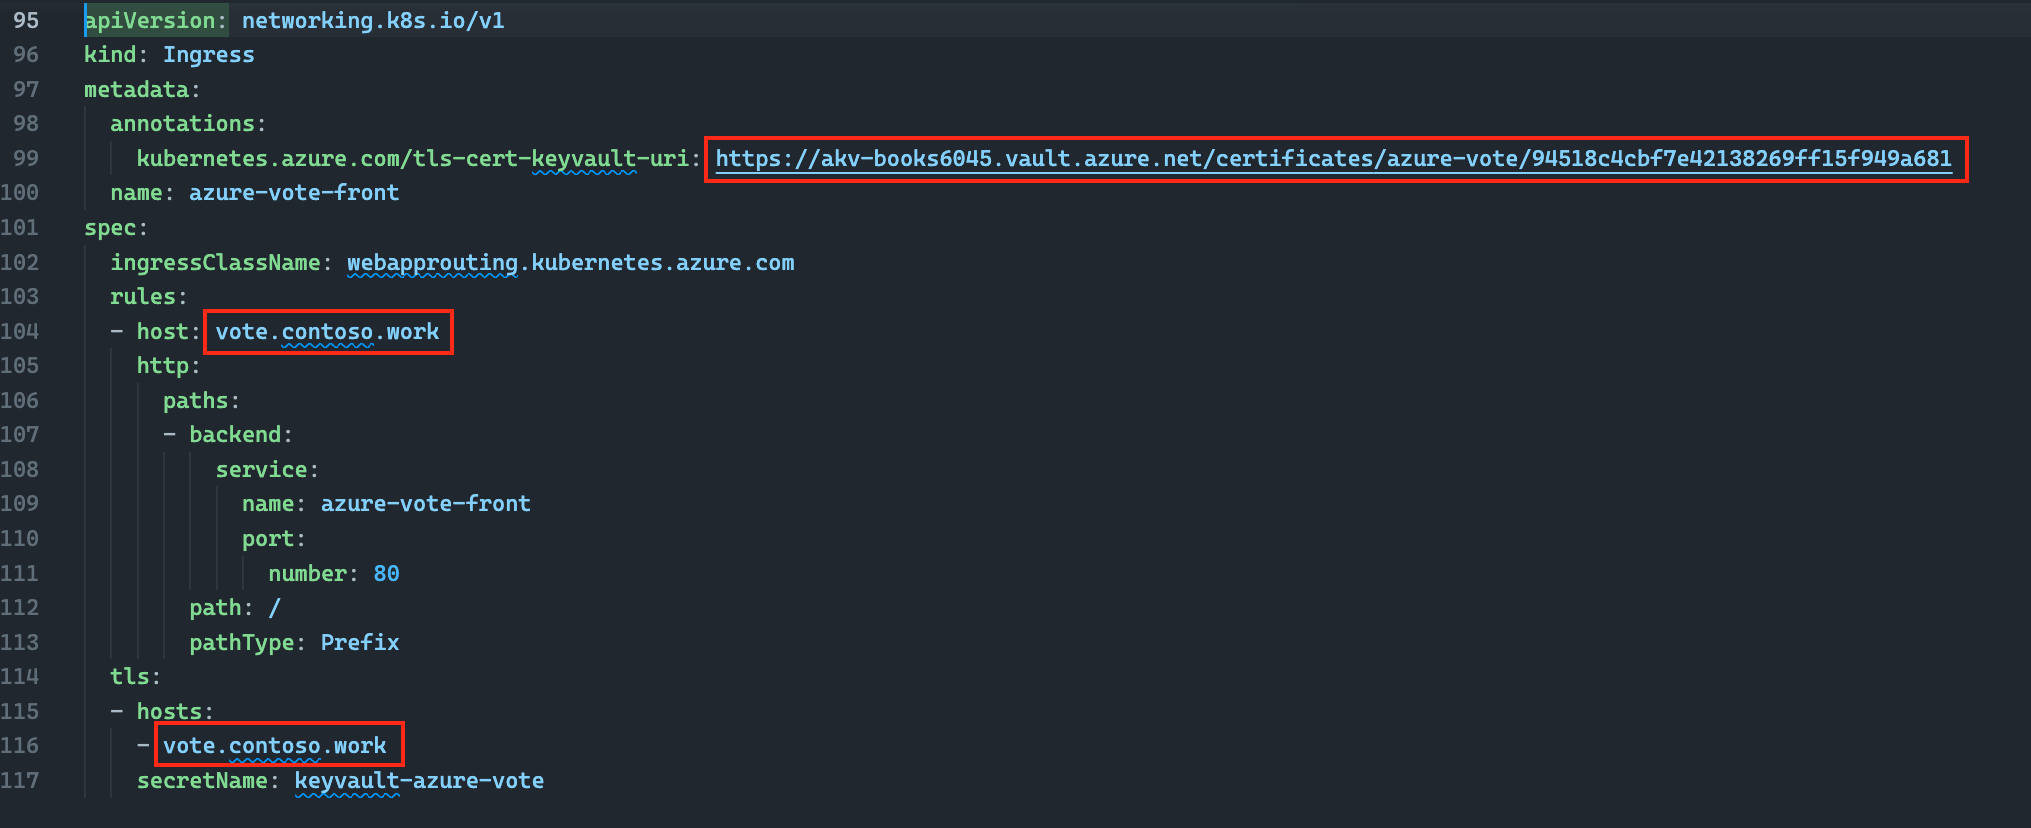 95 apiVersion: networking.k8s.io/v1
96 kind: Ingress
97 metadata:
98   annotations:
99     kubernetes.azure.com/tls-cert-keyvault-uri: https://akv-books6045.vault.azure.net/certificates/azure-vote/94518c4cbf7e42138269ff15f949a681
100   name: azure-vote-front
101 spec:
102   ingressClassName: webapprouting.kubernetes.azure.com
103   rules:
104   - host: vote.contoso.work
105     http:
106       paths:
107       - backend:
108           service:
109             name: azure-vote-front
110             port:
111               number: 80
112         path: /
113         pathType: Prefix
114   tls:
115   - hosts:
116     - vote.contoso.work
117     secretName: keyvault-azure-vote